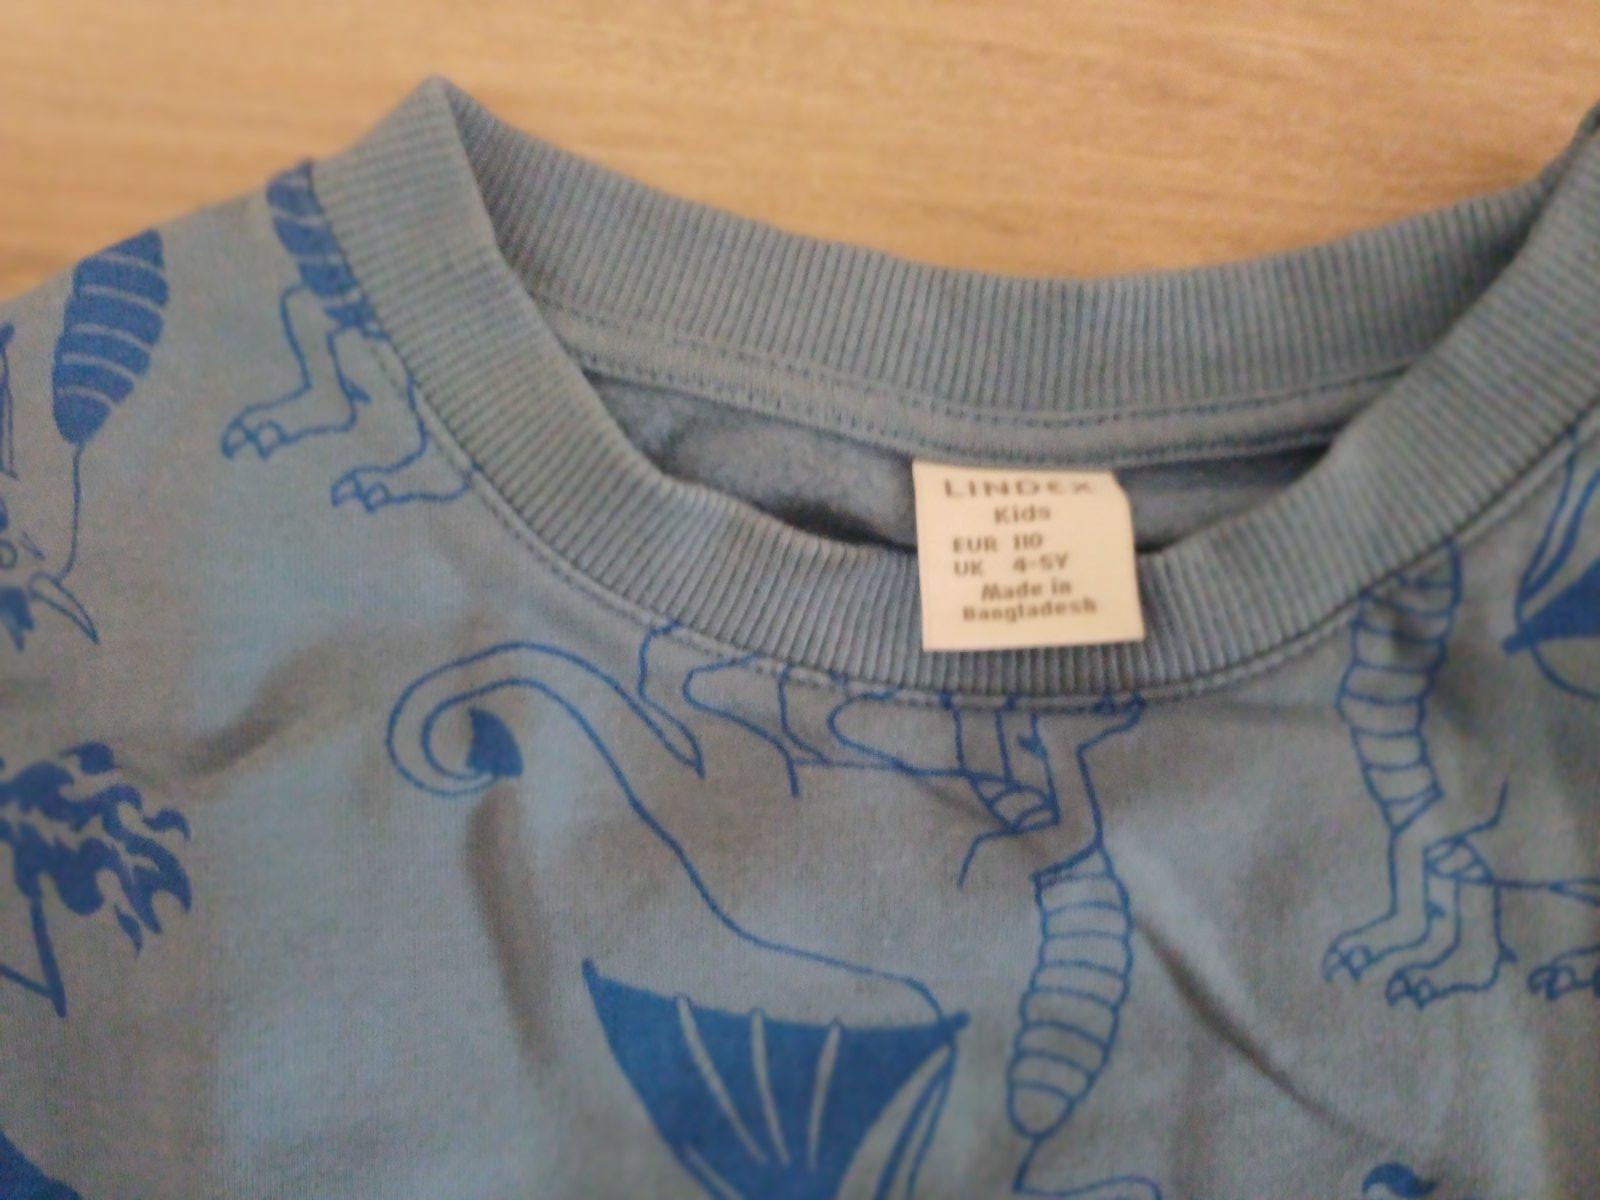 LINDEX
Kids
EUR 110
UK 4-5Y
Made in
Bangladesh